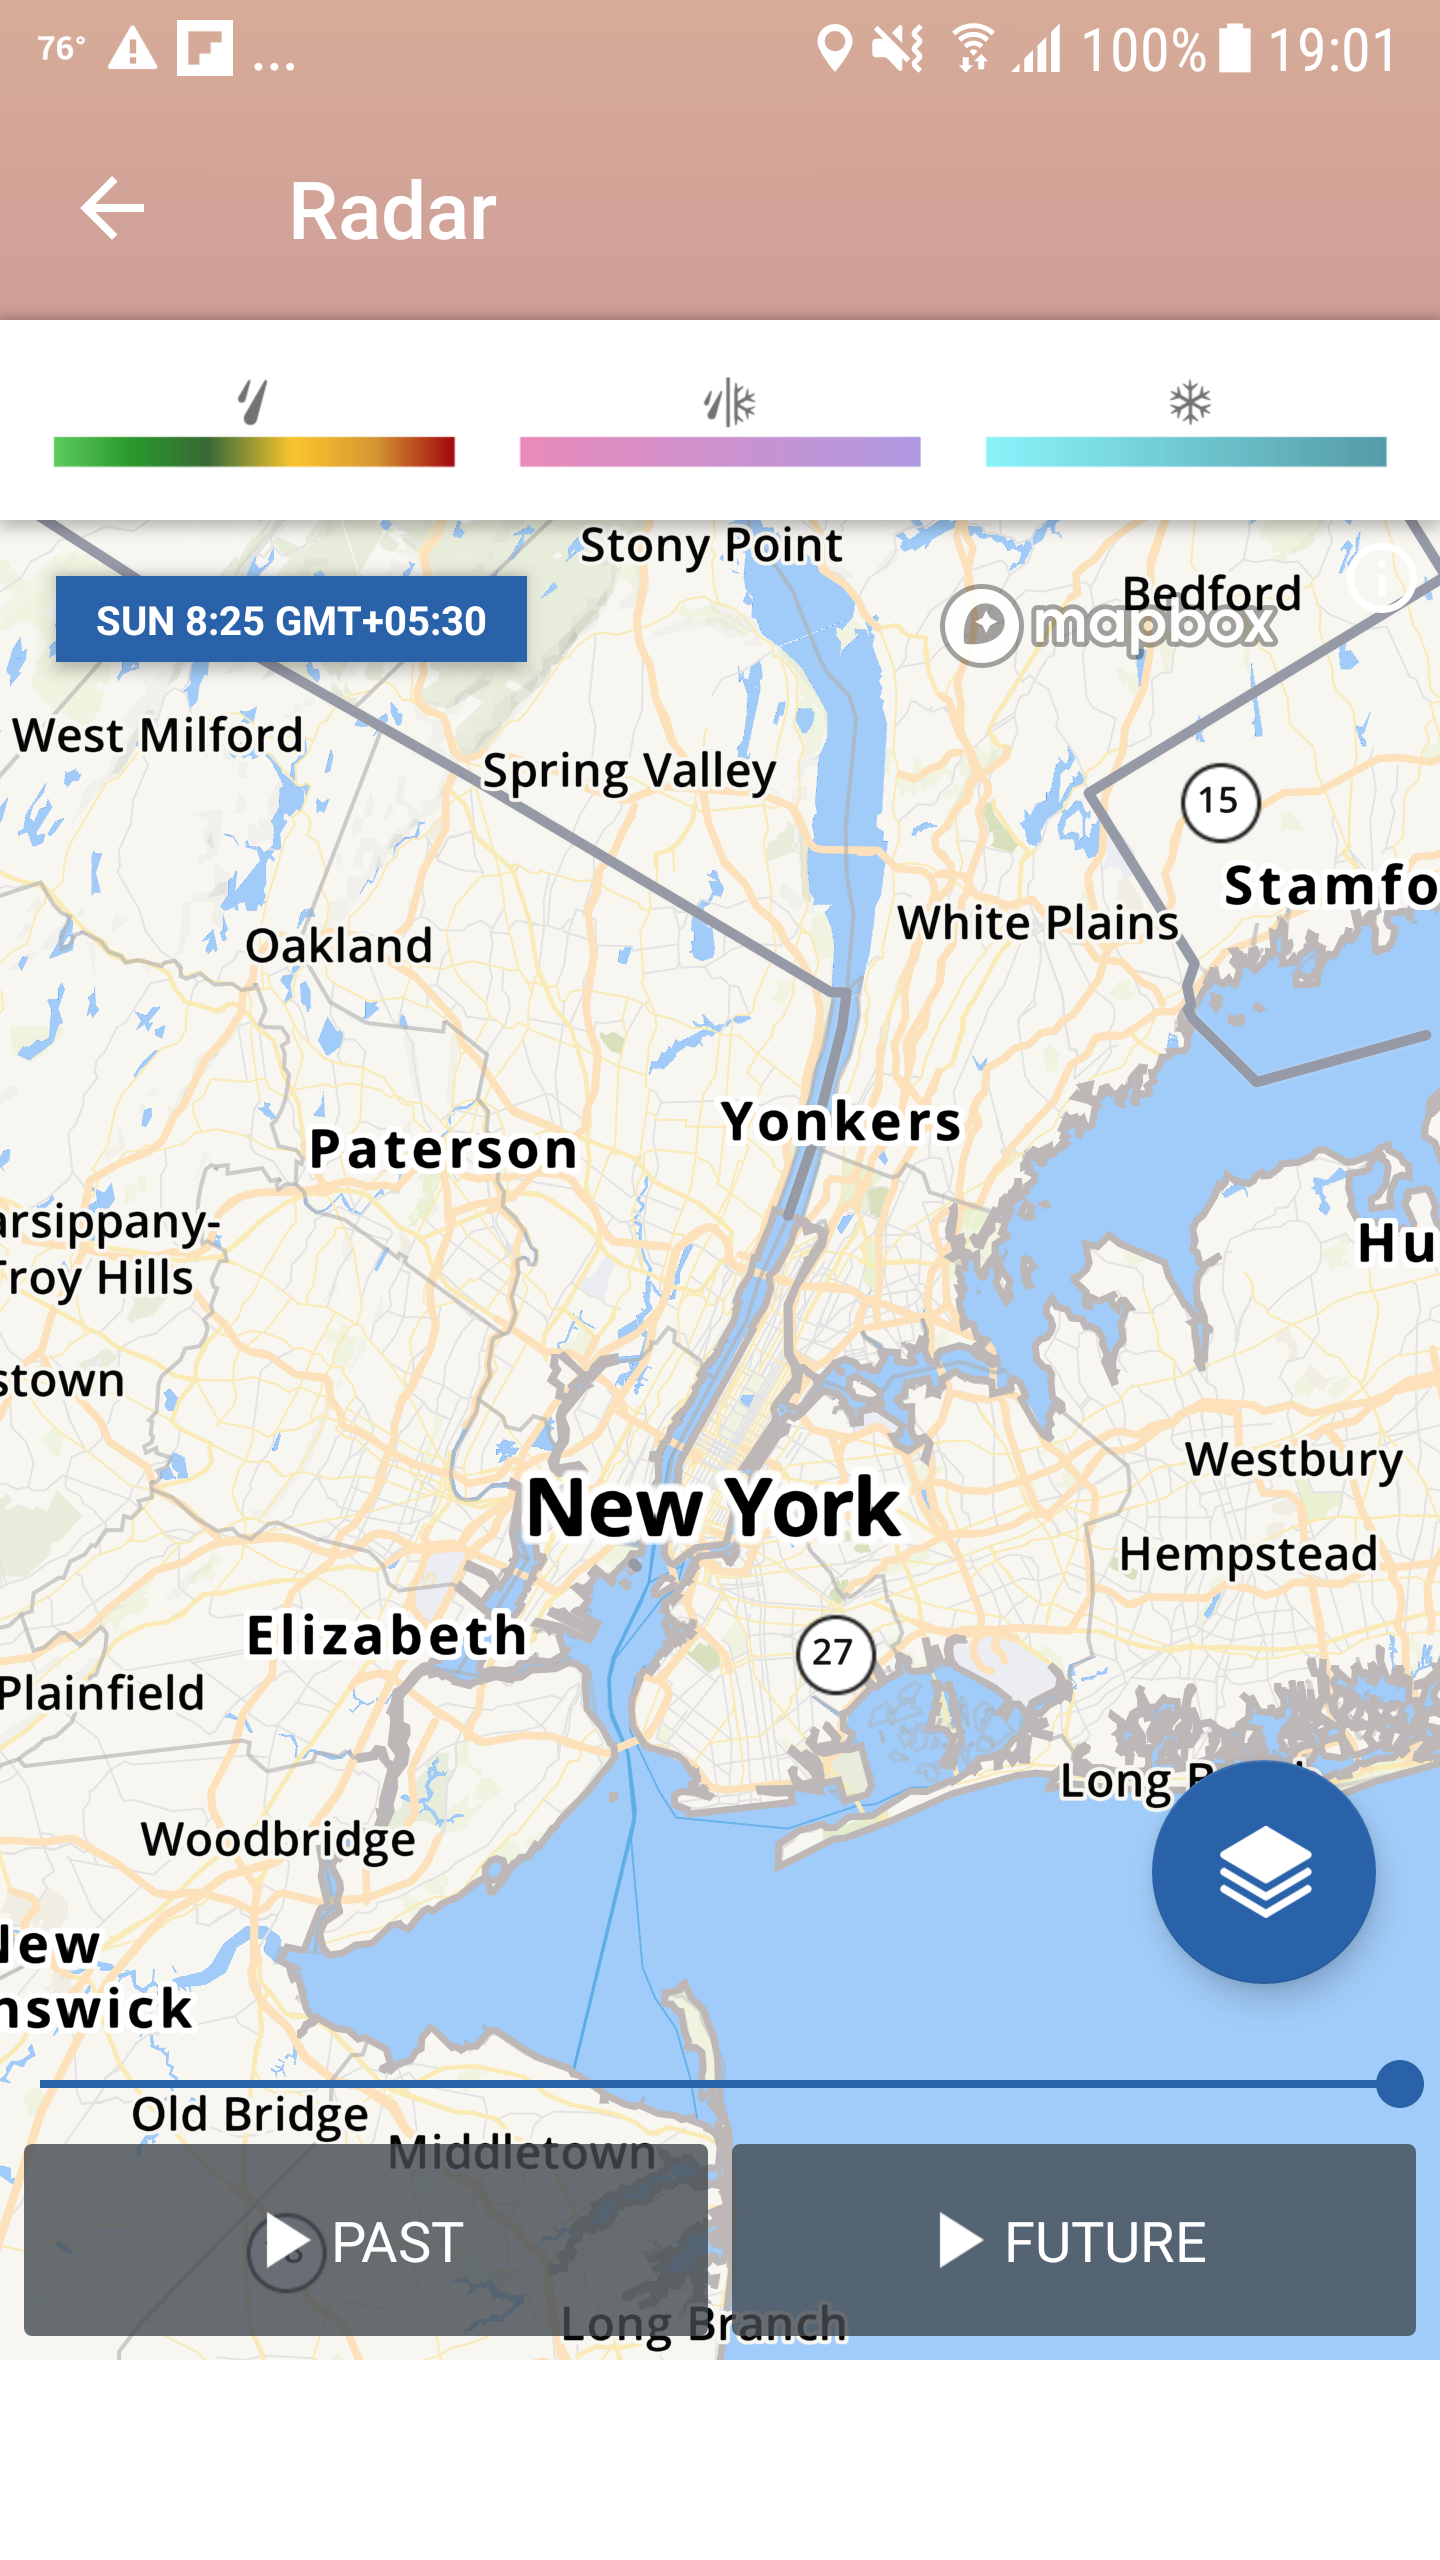 76° ... 100% 19:01
Radar
Stony Point
Bedford
SUN 8:25 GMT+05:30
mapbox
West Milford
Spring Valley
15
Stamfo
White Plains
Oakland
Yonkers
Paterson
arsippany-
Troy Hills
Hu
stown
Westbury
New York
Hempstead
Elizabeth
27
Plainfield
Long
Woodbridge
New
nswick
Old Bridge
Middletown
PAST
FUTURE
Long Branch